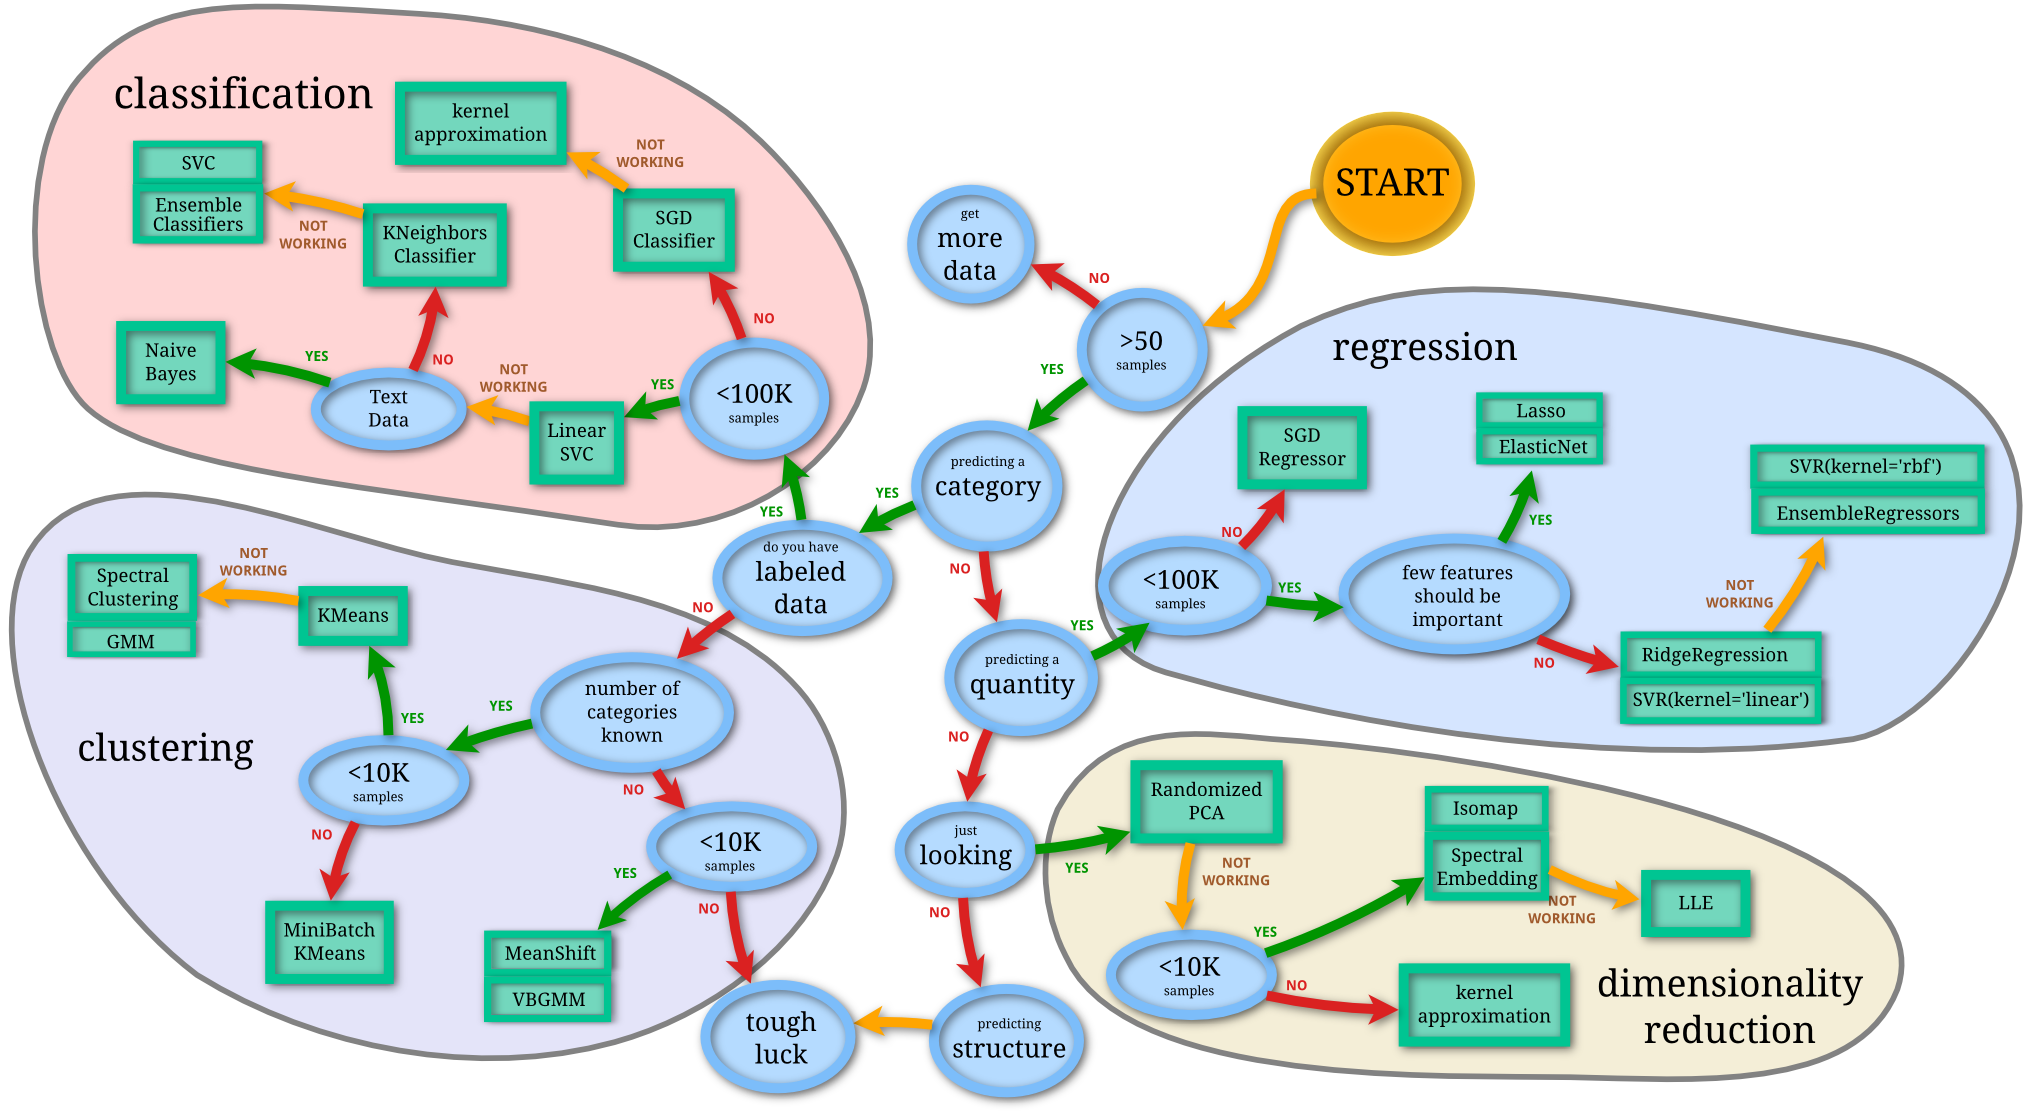 classification
kernel
approximation
NOT
WORKING
SVC
Ensemble
Classifiers
NOT
WORKING
KNeighbors
Classifier
SGD
Classifier
NO
Naive
Bayes
YES
NO
Text
Data
NOT
WORKING
Linear
SVC
YES
<100K
samples
START
get
more
data
NO
>50
samples
YES
predicting a
category
YES
NO
YES
do you have
labeled
data
NO
regression
SGD
Regressor
Lasso
ElasticNet
SVR(kernel='rbf')
EnsembleRegressors
NO
YES
<100K
samples
YES
few features
should be
important
NOT
WORKING
NO
RidgeRegression
SVR(kernel='linear')
YES
predicting a
quantity
NO
clustering
Spectral
Clustering
GMM
NOT
WORKING
KMeans
YES
YES
number of
categories
known
<10K
samples
NO
NO
<10K
samples
YES
NO
MiniBatch
KMeans
MeanShift
VBGMM
tough
luck
just
looking
YES
NO
predicting
structure
Randomized
PCA
NOT
WORKING
Isomap
Spectral
Embedding
NOT
WORKING
LLE
YES
<10K
samples
NO
kernel
approximation
dimensionality
reduction